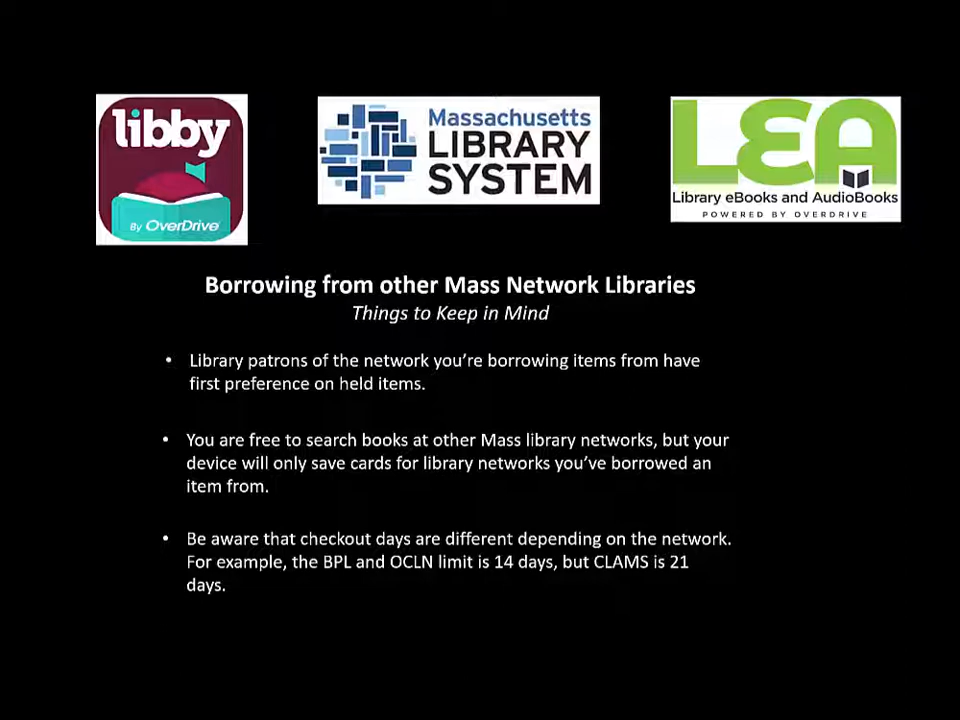 libby
By OverDrive
Massachusetts
LIBRARY
SYSTEM
LEA
Library eBooks and AudioBooks
POWERED BY OVERDRIVE
Borrowing from other Mass Network Libraries
Things to Keep in Mind
• Library patrons of the network you’re borrowing items from have
first preference on held items.
• You are free to search books at other Mass library networks, but your
device will only save cards for library networks you’ve borrowed an
item from.
• Be aware that checkout days are different depending on the network.
For example, the BPL and OCLN limit is 14 days, but CLAMS is 21
days.